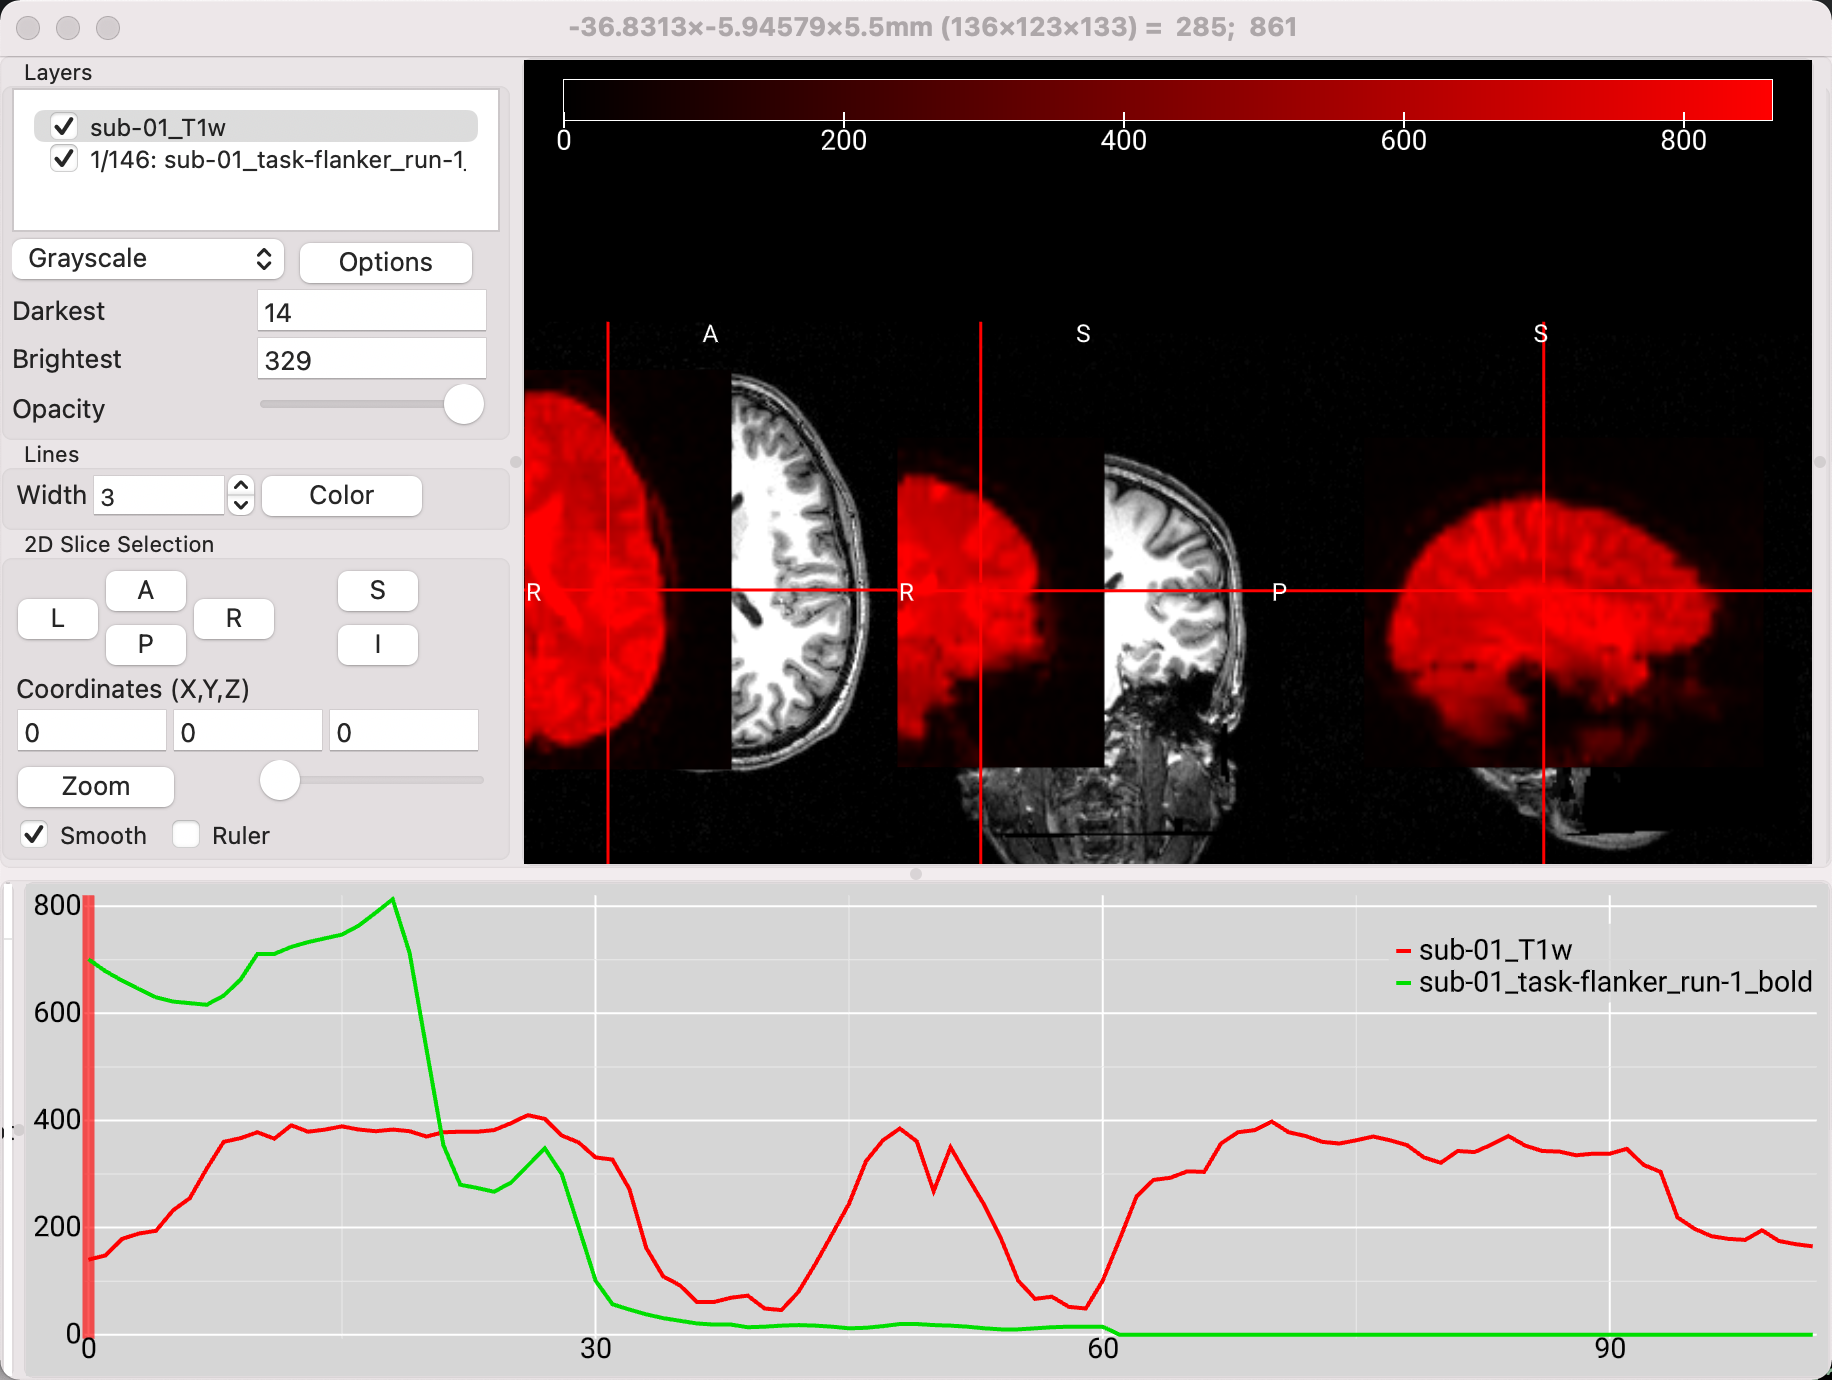 -36.8313×-5.94579×5.5mm (136×123×133) = 285; 861
Layers
sub-01_T1w
1/146: sub-01_task-flanker_run-1_
Grayscale
Options
Darkest
14
Brightest
329
Opacity
Lines
Width
3
Color
2D Slice Selection
A
S
L
R
P
I
Coordinates (X,Y,Z)
0
0
0
Zoom
Smooth
Ruler
0 200 400 600 800
A
S
S
R
R
P
800
600
400
200
0
0 30 60 90
sub-01_T1w
sub-01_task-flanker_run-1_bold